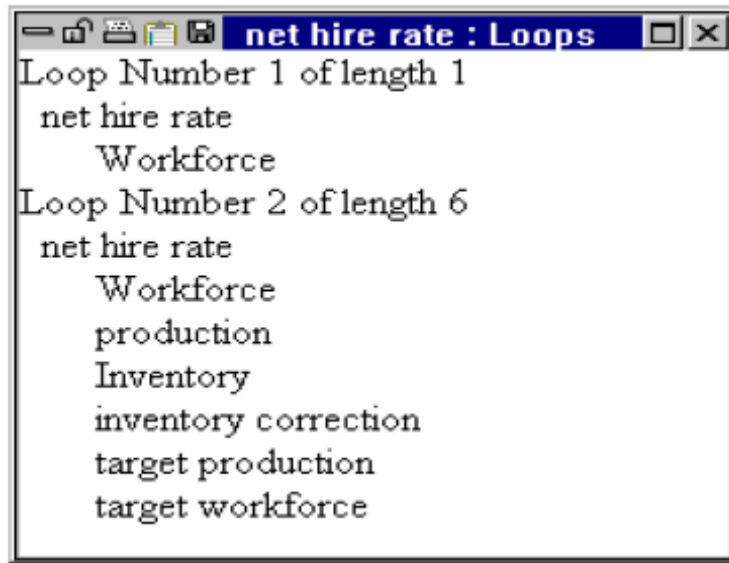 net hire rate : Loops
Loop Number 1 of length 1
net hire rate
Workforce
Loop Number 2 of length 6
net hire rate
Workforce
production
Inventory
inventory correction
target production
target workforce